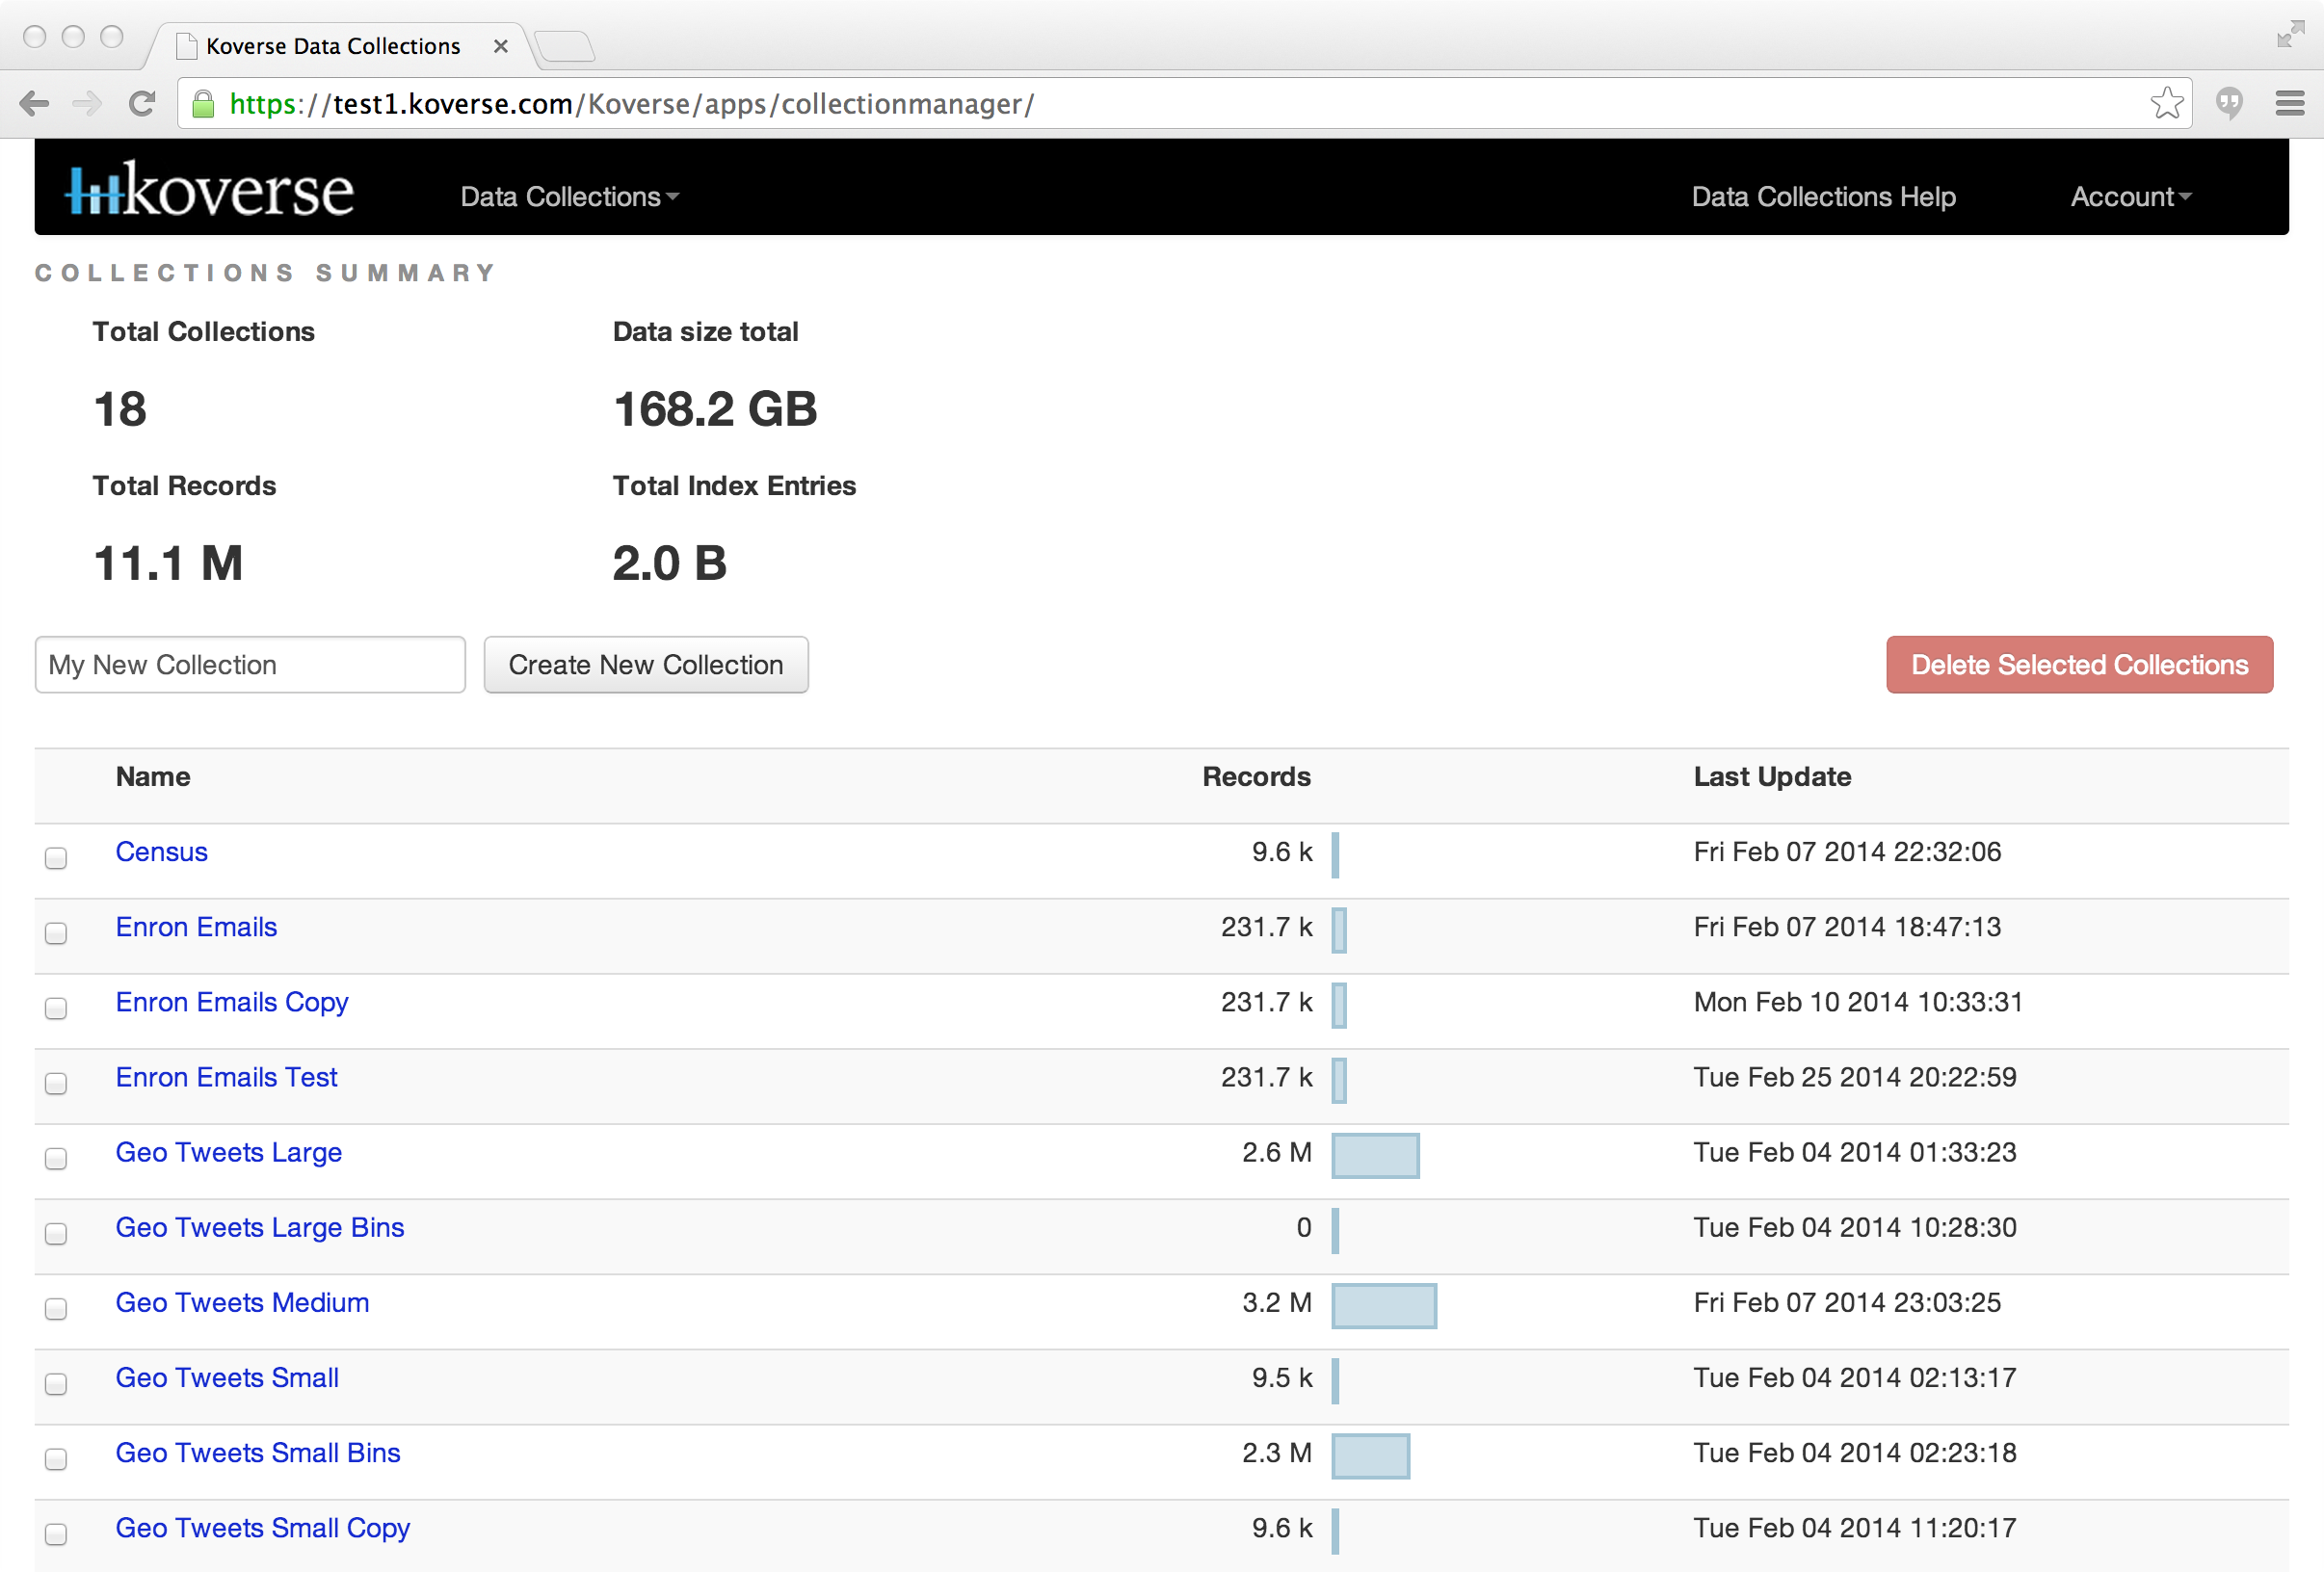 Koverse Data Collections
https://test1.koverse.com/Koverse/apps/collectionmanager/
koverse Data Collections Data Collections Help Account
COLLECTIONS SUMMARY
Total Collections Data size total
18 168.2 GB
Total Records Total Index Entries
11.1 M 2.0 B
My New Collection Create New Collection Delete Selected Collections
Name Records Last Update
Census 9.6 k Fri Feb 07 2014 22:32:06
Enron Emails 231.7 k Fri Feb 07 2014 18:47:13
Enron Emails Copy 231.7 k Mon Feb 10 2014 10:33:31
Enron Emails Test 231.7 k Tue Feb 25 2014 20:22:59
Geo Tweets Large 2.6 M Tue Feb 04 2014 01:33:23
Geo Tweets Large Bins 0 Tue Feb 04 2014 10:28:30
Geo Tweets Medium 3.2 M Fri Feb 07 2014 23:03:25
Geo Tweets Small 9.5 k Tue Feb 04 2014 02:13:17
Geo Tweets Small Bins 2.3 M Tue Feb 04 2014 02:23:18
Geo Tweets Small Copy 9.6 k Tue Feb 04 2014 11:20:17